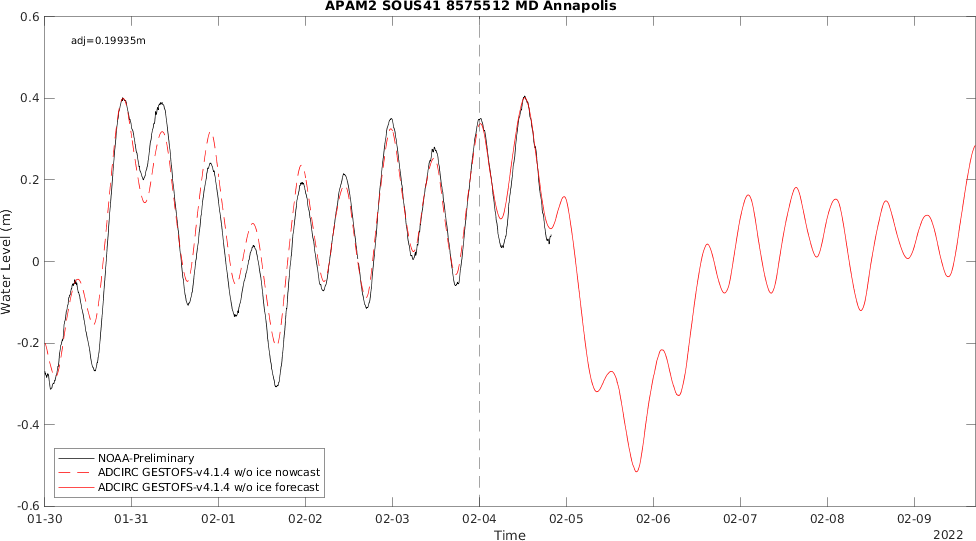 APAM2 SOUS41 8575512 MD Annapolis
adj=0.19935m
0.6
0.4
0.2
0
-0.2
-0.4
-0.6
Water Level (m)
NOAA-Preliminary
ADCIRC GESTOFS-v4.1.4 w/o ice nowcast
ADCIRC GESTOFS-v4.1.4 w/o ice forecast
01-30 01-31 02-01 02-02 02-03 02-04 02-05 02-06 02-07 02-08 02-09
Time
2022